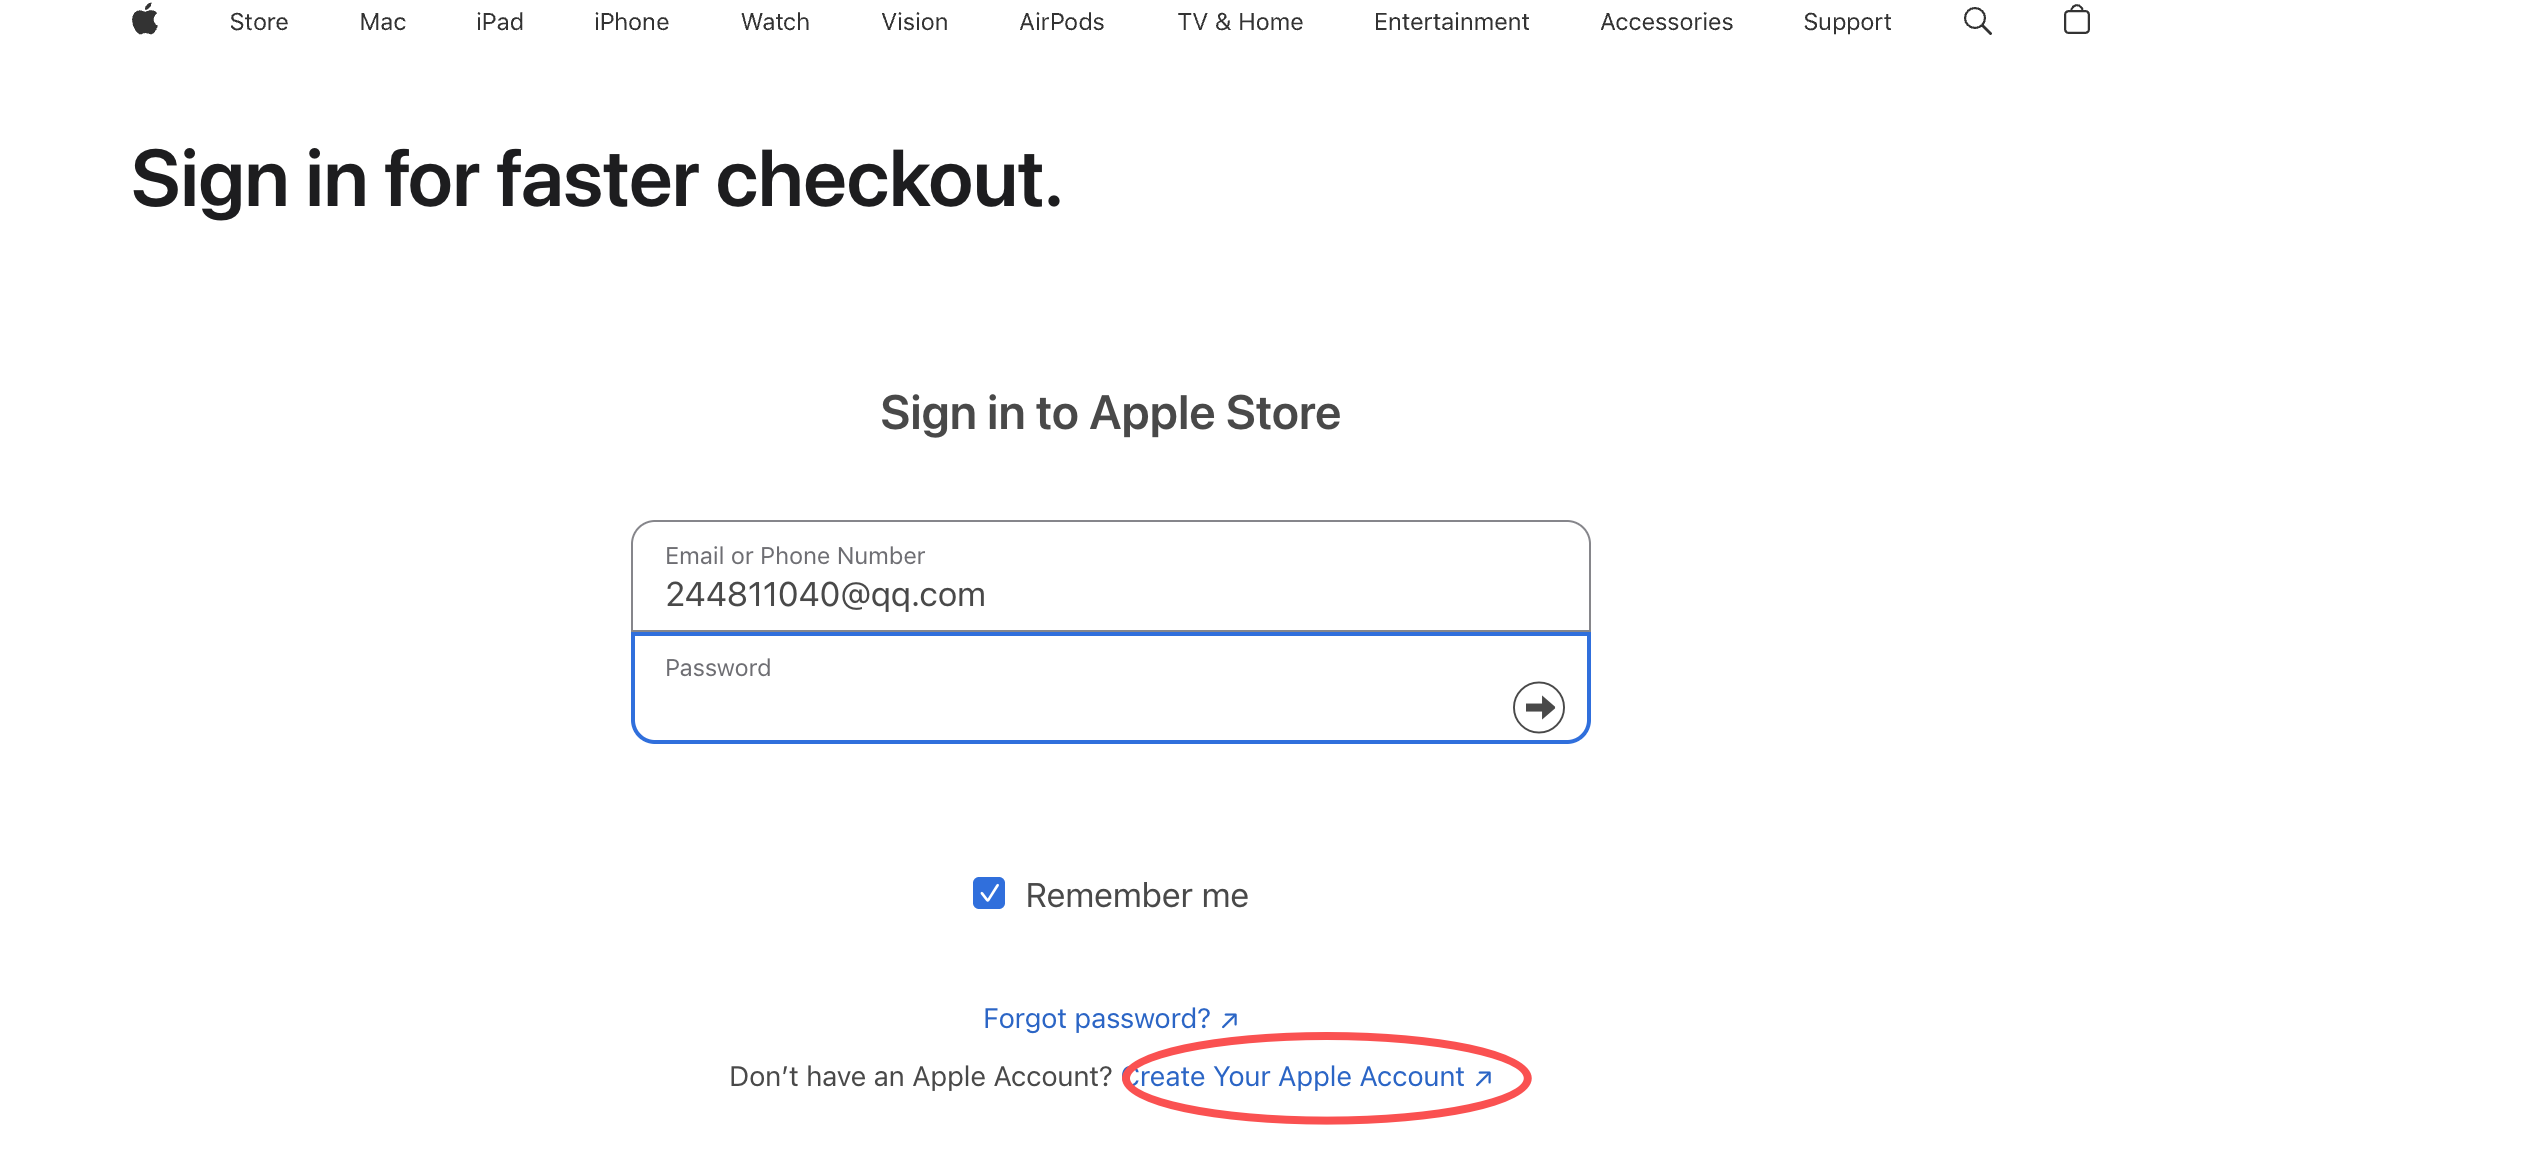 Store Mac iPad iPhone Watch Vision AirPods TV & Home Entertainment Accessories Support
Sign in for faster checkout.
Sign in to Apple Store
Email or Phone Number
244811040@qq.com
Password
Remember me
Forgot password? ↗
Don’t have an Apple Account? Create Your Apple Account ↗